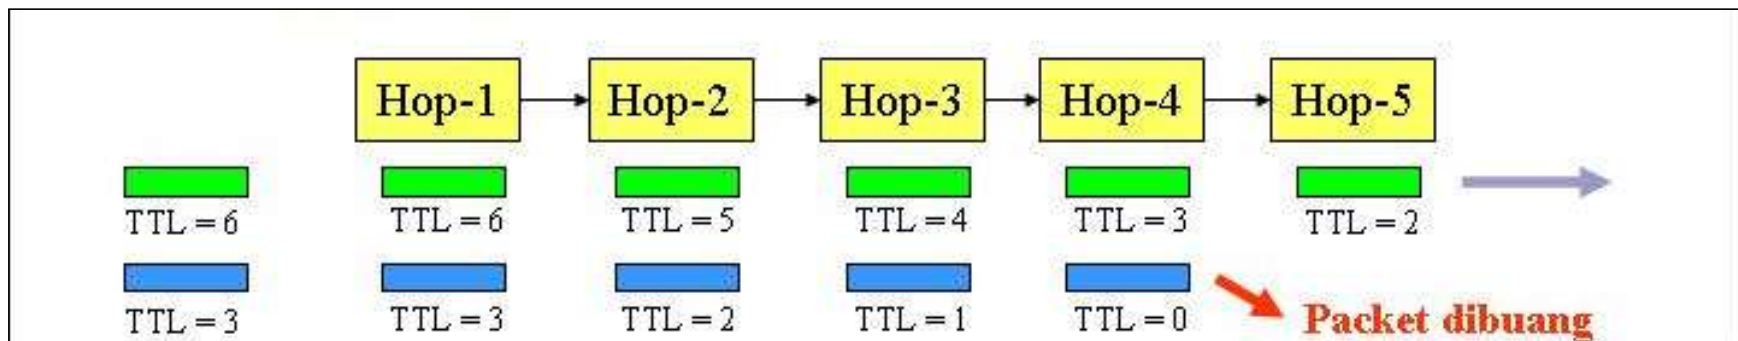 Hop-1 Hop-2 Hop-3 Hop-4 Hop-5
TTL = 6 TTL = 6 TTL = 5 TTL = 4 TTL = 3 TTL = 2
TTL = 3 TTL = 3 TTL = 2 TTL = 1 TTL = 0 Packet dibuang